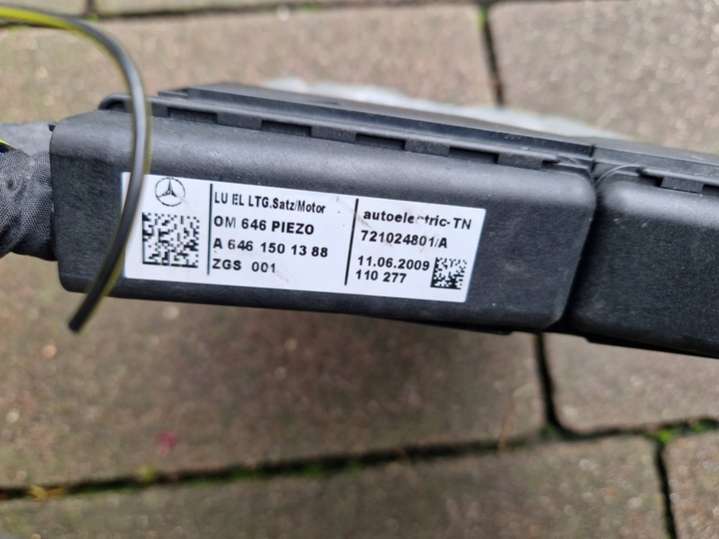 LU EL LTG.Satz/Motor
OM 646 PIEZO
A 646 150 13 88
ZGS 001
autoelectric-TN
721024801/A
11.06.2009
110 277